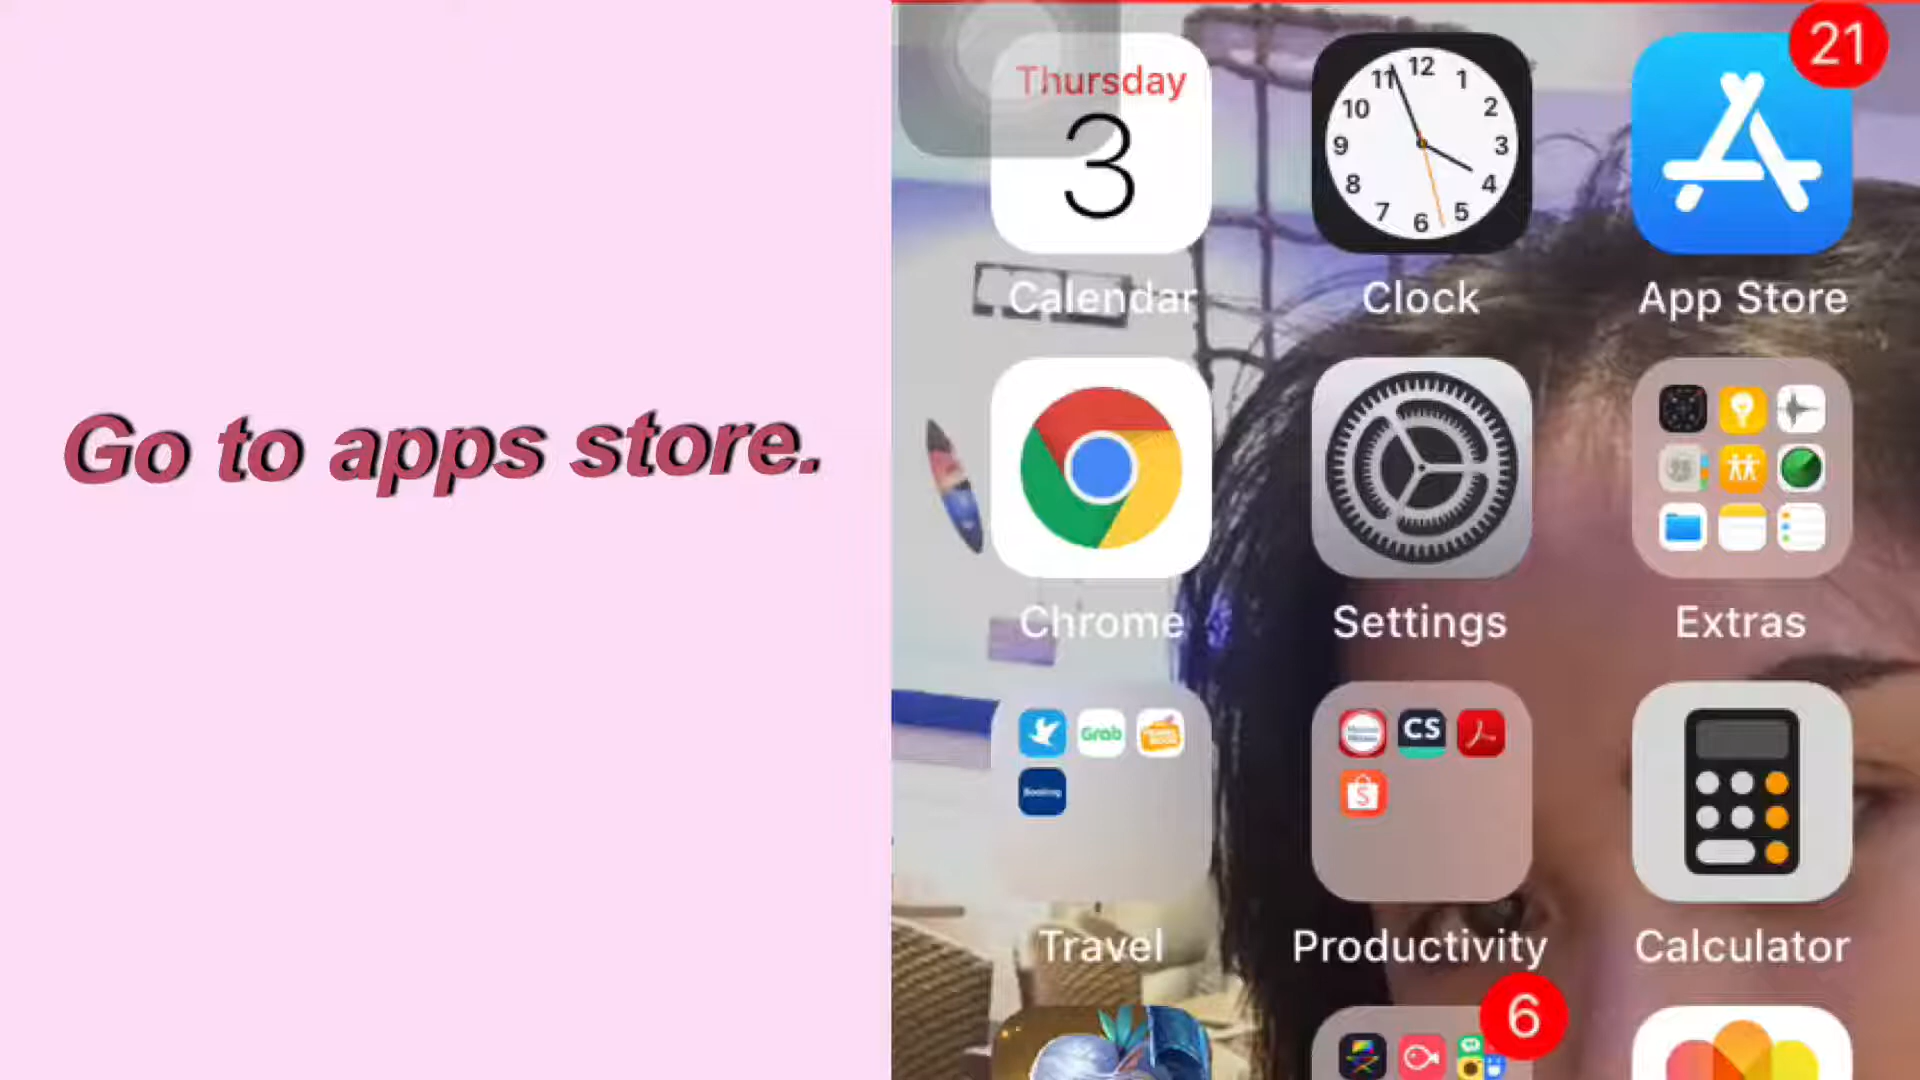 Go to apps store.
Thursday
3
21
12
11
1
10
2
9
3
8
4
7
5
6
Calendar
Clock
App Store
Chrome
Settings
Extras
Grab
Booking
CS
S
Travel
Productivity
Calculator
6